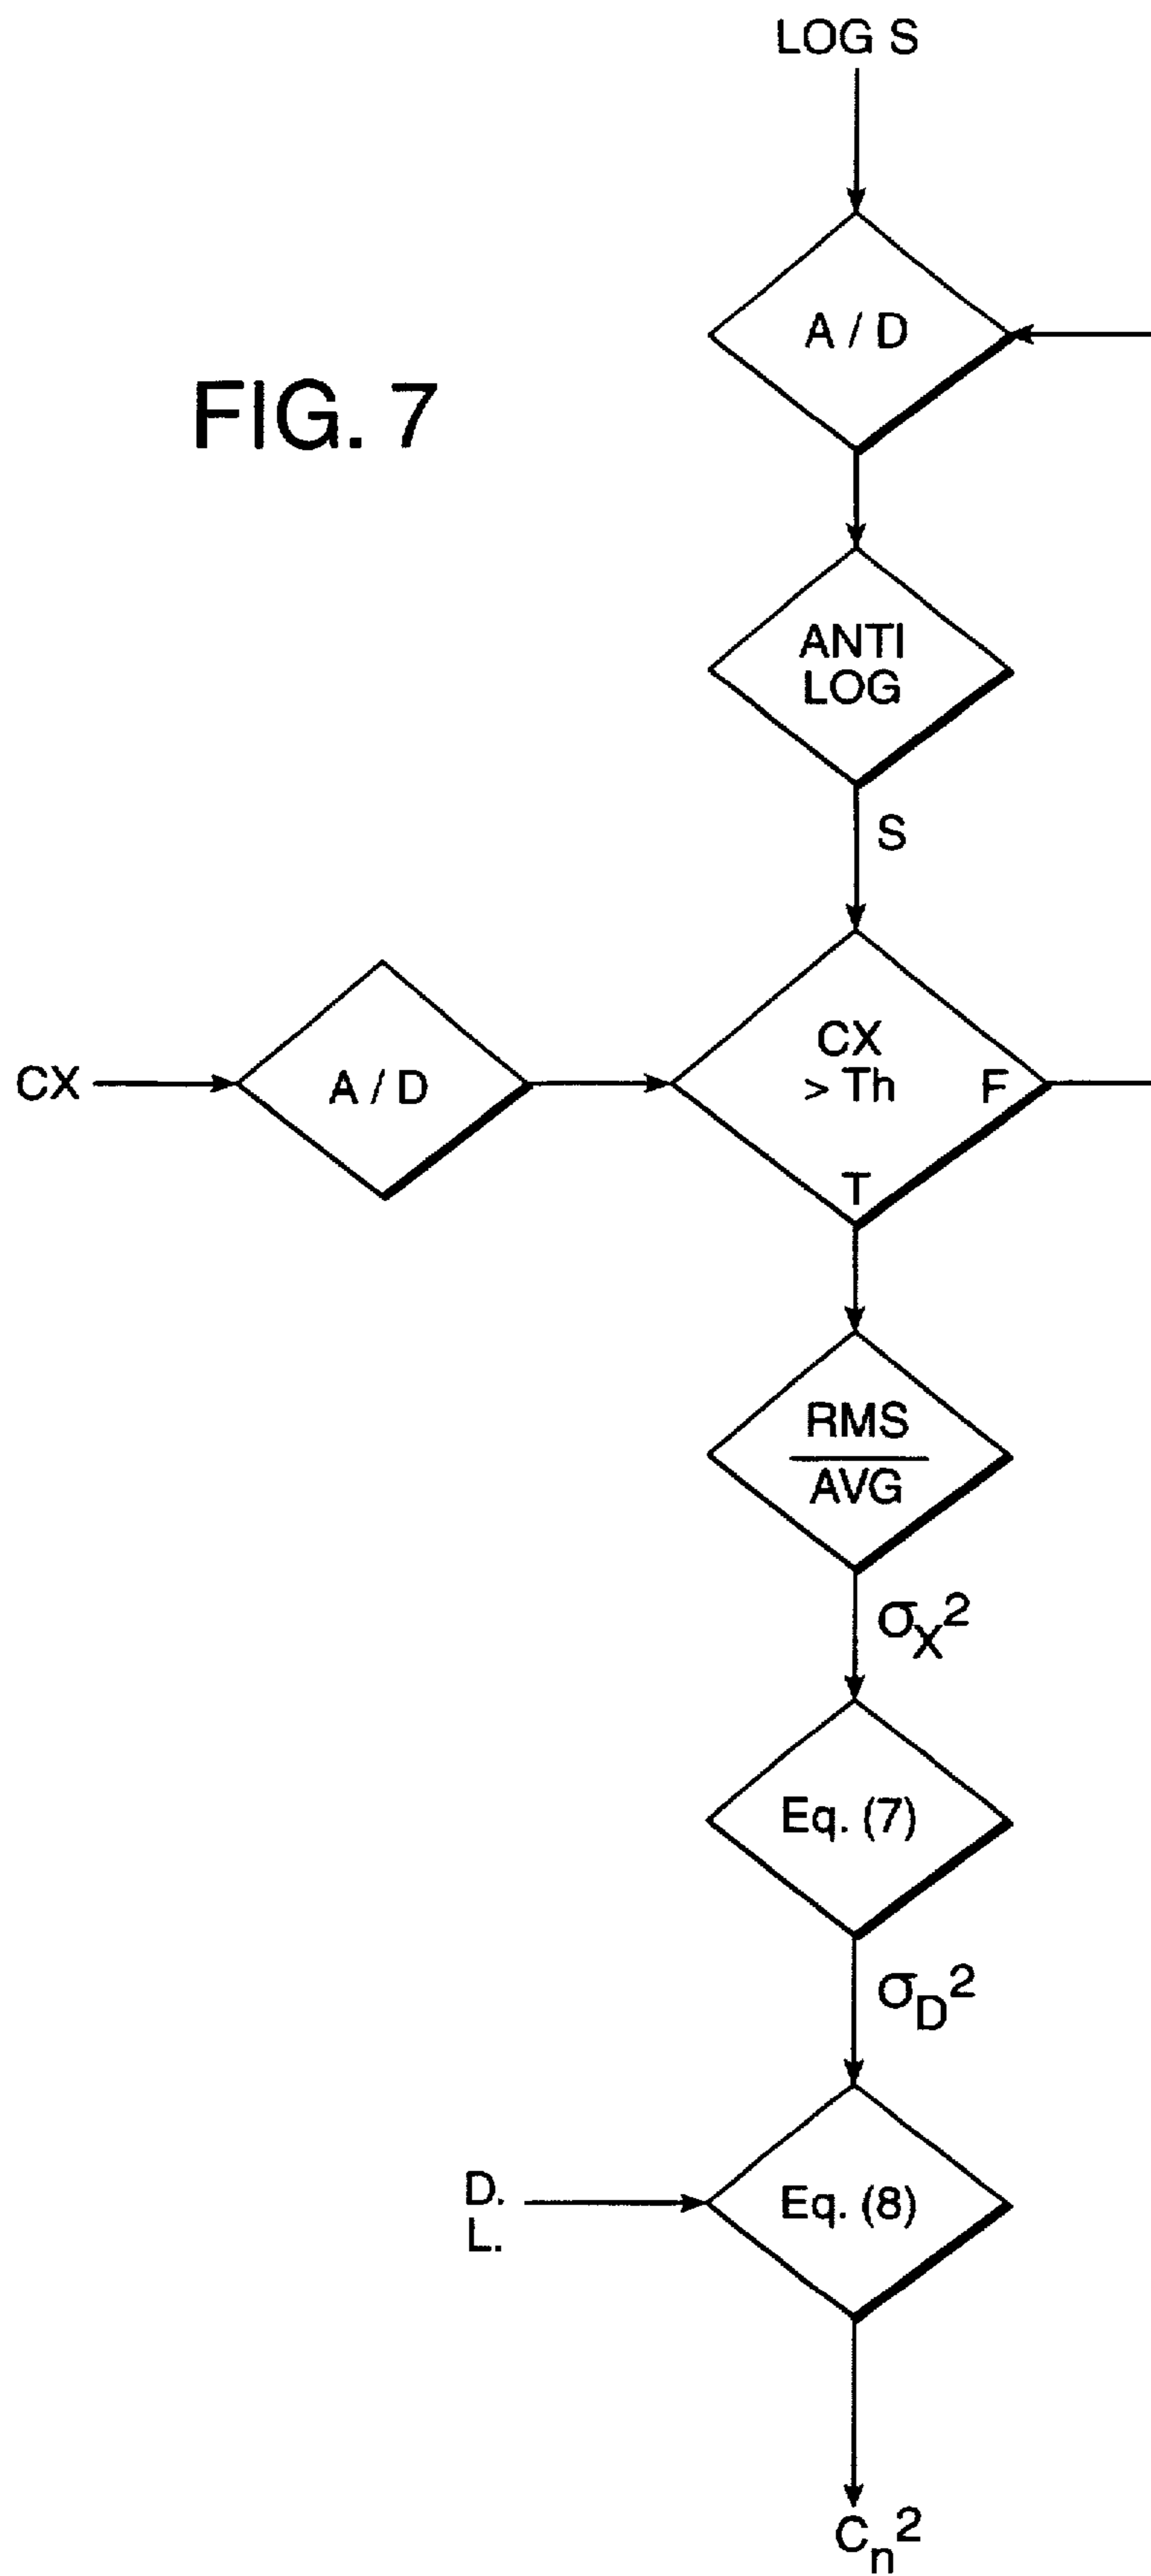 LOG S
A / D
FIG. 7
ANTI
LOG
S
CX
> Th
F
CX
A / D
T
RMS
AVG
σX²
Eq. (7)
σD²
D.
L.
Eq. (8)
Cn²